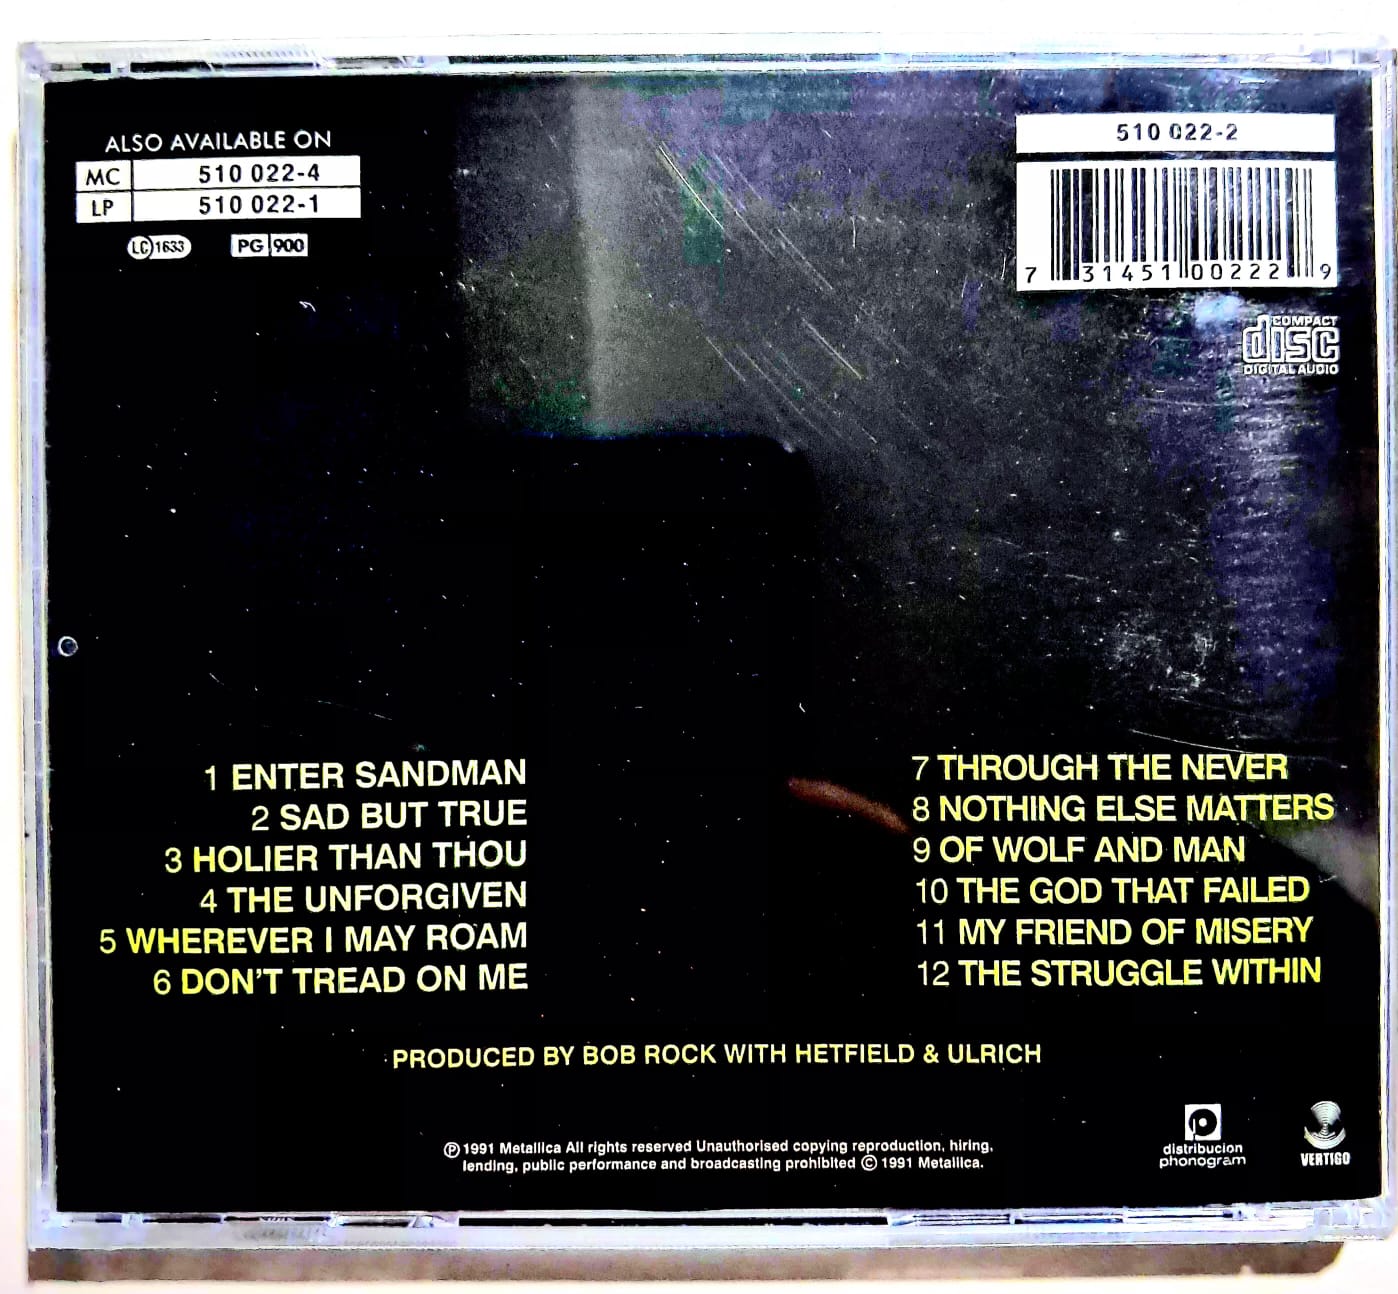 ALSO AVAILABLE ON
MC 510 022-4
LP 510 022-1
LC 1633 PG 900
510 022-2
7 31451 00222 9
COMPACT
disc
DIGITAL AUDIO
1 ENTER SANDMAN
2 SAD BUT TRUE
3 HOLIER THAN THOU
4 THE UNFORGIVEN
5 WHEREVER I MAY ROAM
6 DON'T TREAD ON ME
7 THROUGH THE NEVER
8 NOTHING ELSE MATTERS
9 OF WOLF AND MAN
10 THE GOD THAT FAILED
11 MY FRIEND OF MISERY
12 THE STRUGGLE WITHIN
PRODUCED BY BOB ROCK WITH HETFIELD & ULRICH
℗ 1991 Metallica All rights reserved Unauthorised copying reproduction, hiring,
lending, public performance and broadcasting prohibited © 1991 Metallica.
distribucion
phonogram
VERTIGO